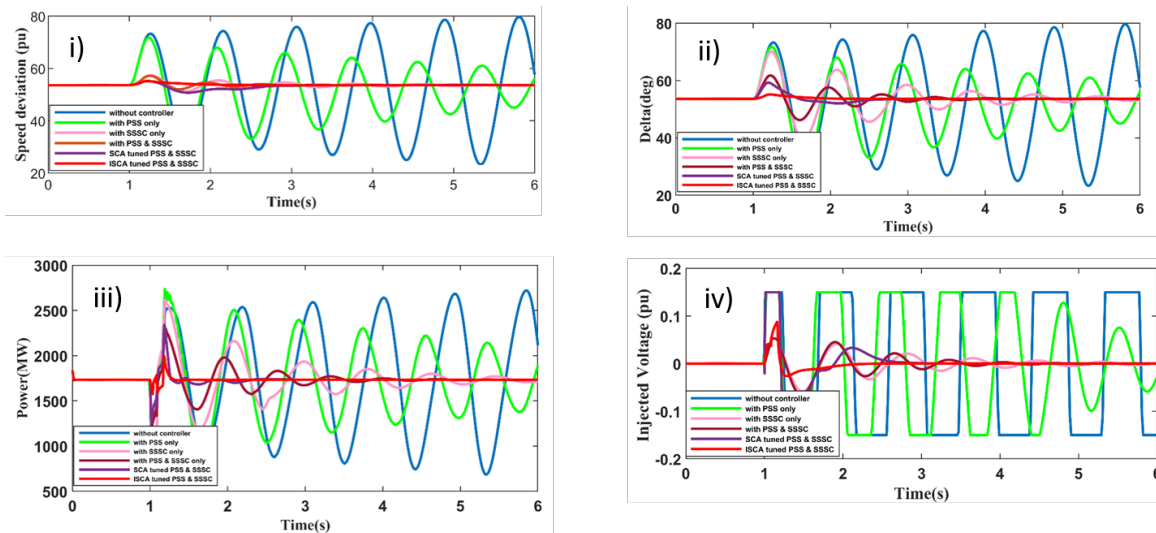 i)
Speed deviation (pu)
80
60
40
20
without controller
with PSS only
with SSSC only
with PSS & SSSC
SCA tuned PSS & SSSC
ISCA tuned PSS & SSSC
0
1
2
3
4
5
6
Time(s)
ii)
Delta(deg)
80
60
40
20
without controller
with PSS only
with SSSC only
with PSS & SSSC
SCA tuned PSS & SSSC
ISCA tuned PSS & SSSC
0
1
2
3
4
5
6
Time(s)
iii)
Power(MW)
3000
2500
2000
1500
1000
500
without controller
with PSS only
with SSSC only
with PSS & SSSC only
SCA tuned PSS & SSSC
ISCA tuned PSS & SSSC
0
1
2
3
4
5
6
Time(s)
iv)
Injected Voltage (pu)
0.2
0.1
0
-0.1
-0.2
without controller
with PSS only
with SSSC only
with PSS & SSSC
SCA tuned PSS & SSSC
ISCA tuned PSS & SSSC
0
1
2
3
4
5
6
Time(s)